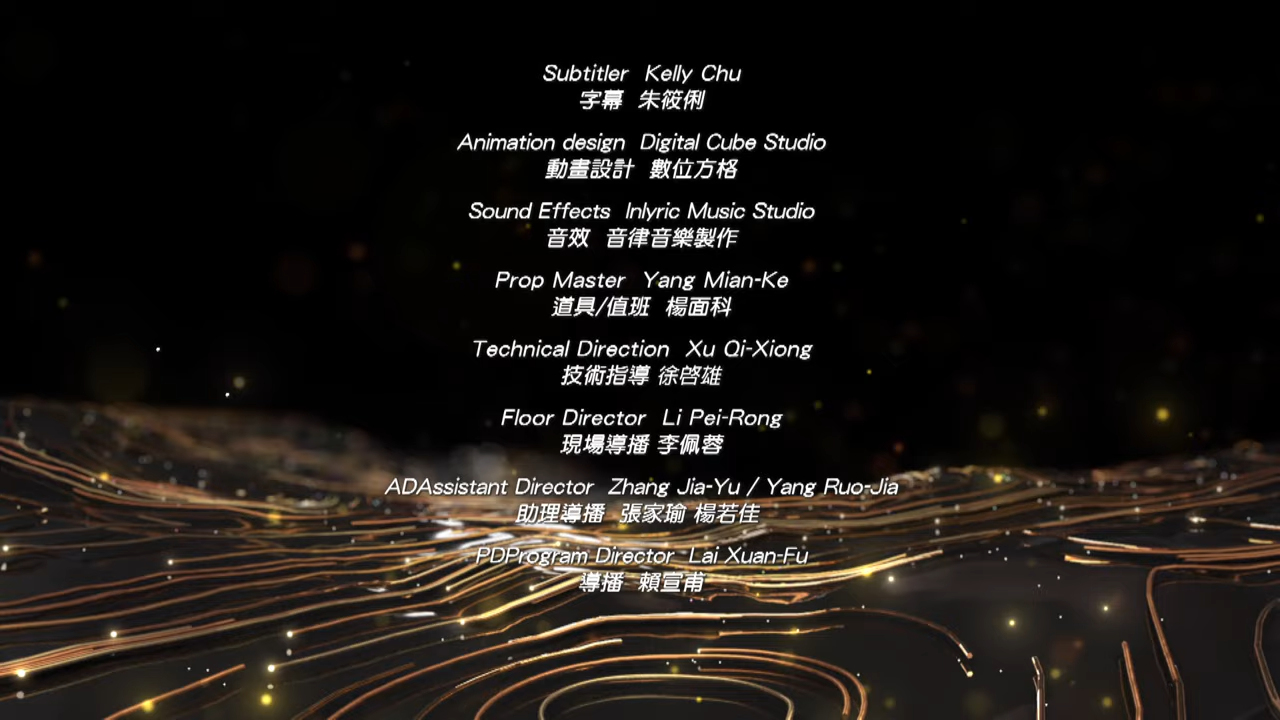 Subtitler Kelly Chu
字幕 朱筱俐
Animation design Digital Cube Studio
動畫設計 數位方格
Sound Effects Inlyric Music Studio
音效 音律音樂製作
Prop Master Yang Mian-Ke
道具/值班 楊面科
Technical Direction Xu Qi-Xiong
技術指導 徐啓雄
Floor Director Li Pei-Rong
現場導播 李佩蓉
ADAssistant Director Zhang Jia-Yu / Yang Ruo-Jia
助理導播 張家瑜 楊若佳
PDProgram Director Lai Xuan-Fu
導播 賴宣甫